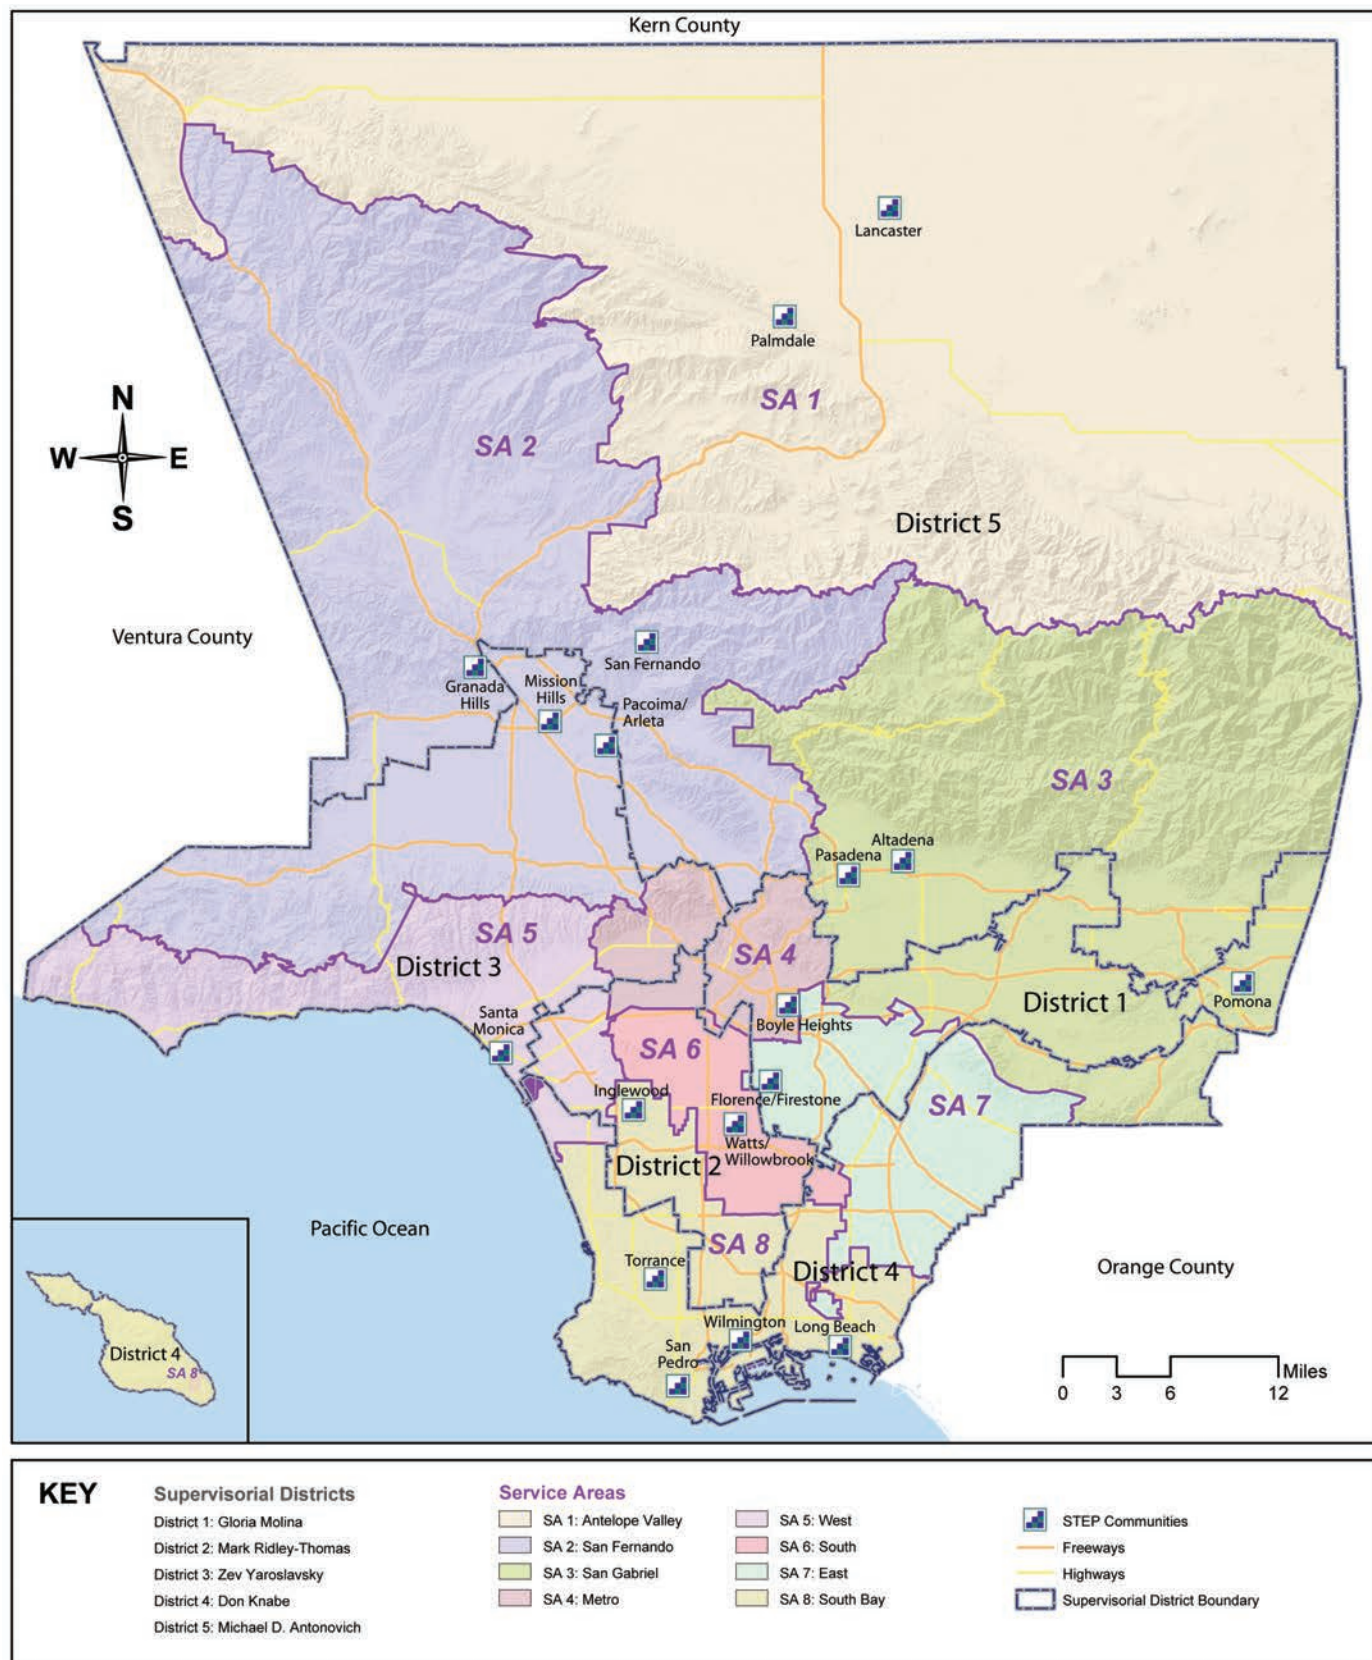 Kern County
Lancaster
Palmdale
SA 1
N
W E
S
SA 2
District 5
Ventura County
San Fernando
Granada
Hills
Mission
Hills
Pacoima/
Arleta
SA 3
Altadena
Pasadena
SA 5
District 3
SA 4
District 1
Pomona
Santa
Monica
Boyle Heights
SA 6
Inglewood
Florence/Firestone
SA 7
Watts/
Willowbrook
District 2
Pacific Ocean
SA 8
Torrance
District 4
Orange County
Wilmington
Long Beach
San
Pedro
District 4
SA 8
Miles
0 3 6 12
KEY
Supervisorial Districts
District 1: Gloria Molina
District 2: Mark Ridley-Thomas
District 3: Zev Yaroslavsky
District 4: Don Knabe
District 5: Michael D. Antonovich
Service Areas
SA 1: Antelope Valley
SA 2: San Fernando
SA 3: San Gabriel
SA 4: Metro
SA 5: West
SA 6: South
SA 7: East
SA 8: South Bay
STEP Communities
Freeways
Highways
Supervisorial District Boundary